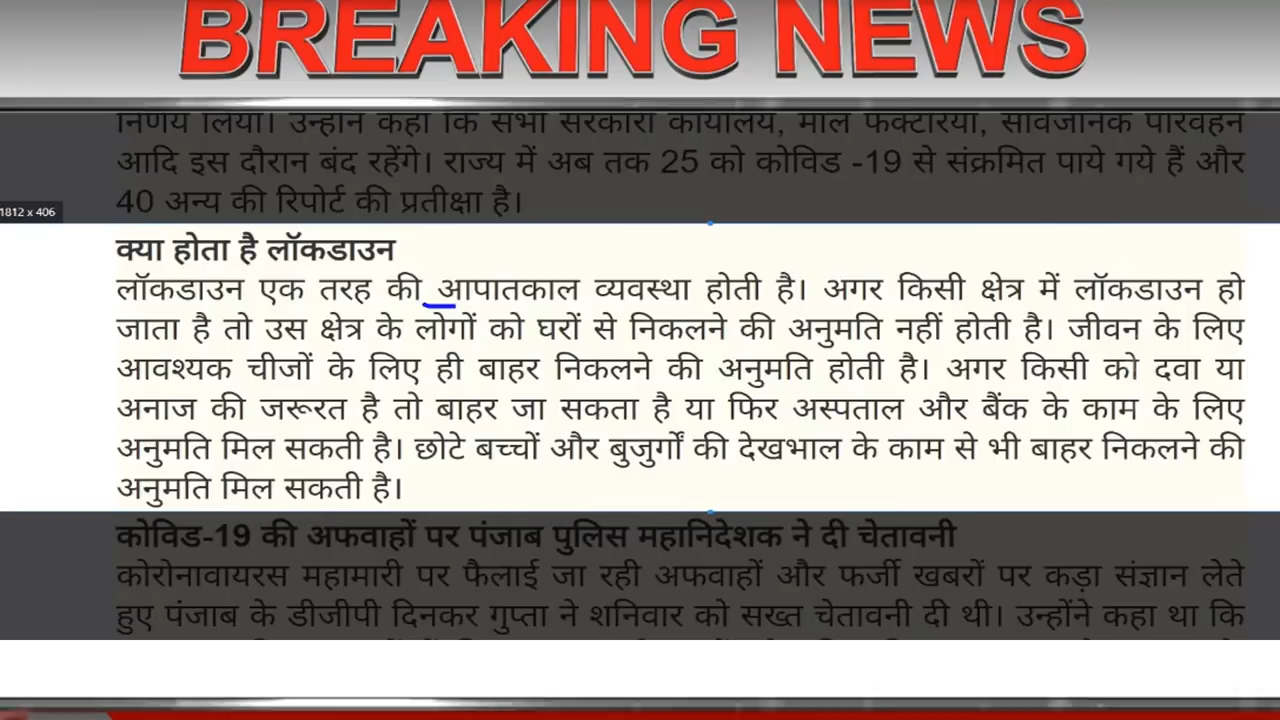 BREAKING NEWS
निर्णय लिया। उन्होंने कहा कि सभी सरकारी कार्यालय, मॉल फैक्टरियां, सार्वजनिक परिवहन
आदि इस दौरान बंद रहेंगे। राज्य में अब तक 25 को कोविड -19 से संक्रमित पाये गये हैं और
40 अन्य की रिपोर्ट की प्रतीक्षा है।
1812 x 406
क्या होता है लॉकडाउन
लॉकडाउन एक तरह की आपातकाल व्यवस्था होती है। अगर किसी क्षेत्र में लॉकडाउन हो
जाता है तो उस क्षेत्र के लोगों को घरों से निकलने की अनुमति नहीं होती है। जीवन के लिए
आवश्यक चीजों के लिए ही बाहर निकलने की अनुमति होती है। अगर किसी को दवा या
अनाज की जरूरत है तो बाहर जा सकता है या फिर अस्पताल और बैंक के काम के लिए
अनुमति मिल सकती है। छोटे बच्चों और बुजुर्गों की देखभाल के काम से भी बाहर निकलने की
अनुमति मिल सकती है।
कोविड-19 की अफवाहों पर पंजाब पुलिस महानिदेशक ने दी चेतावनी
कोरोनावायरस महामारी पर फैलाई जा रही अफवाहों और फर्जी खबरों पर कड़ा संज्ञान लेते
हुए पंजाब के डीजीपी दिनकर गुप्ता ने शनिवार को सख्त चेतावनी दी थी। उन्होंने कहा था कि